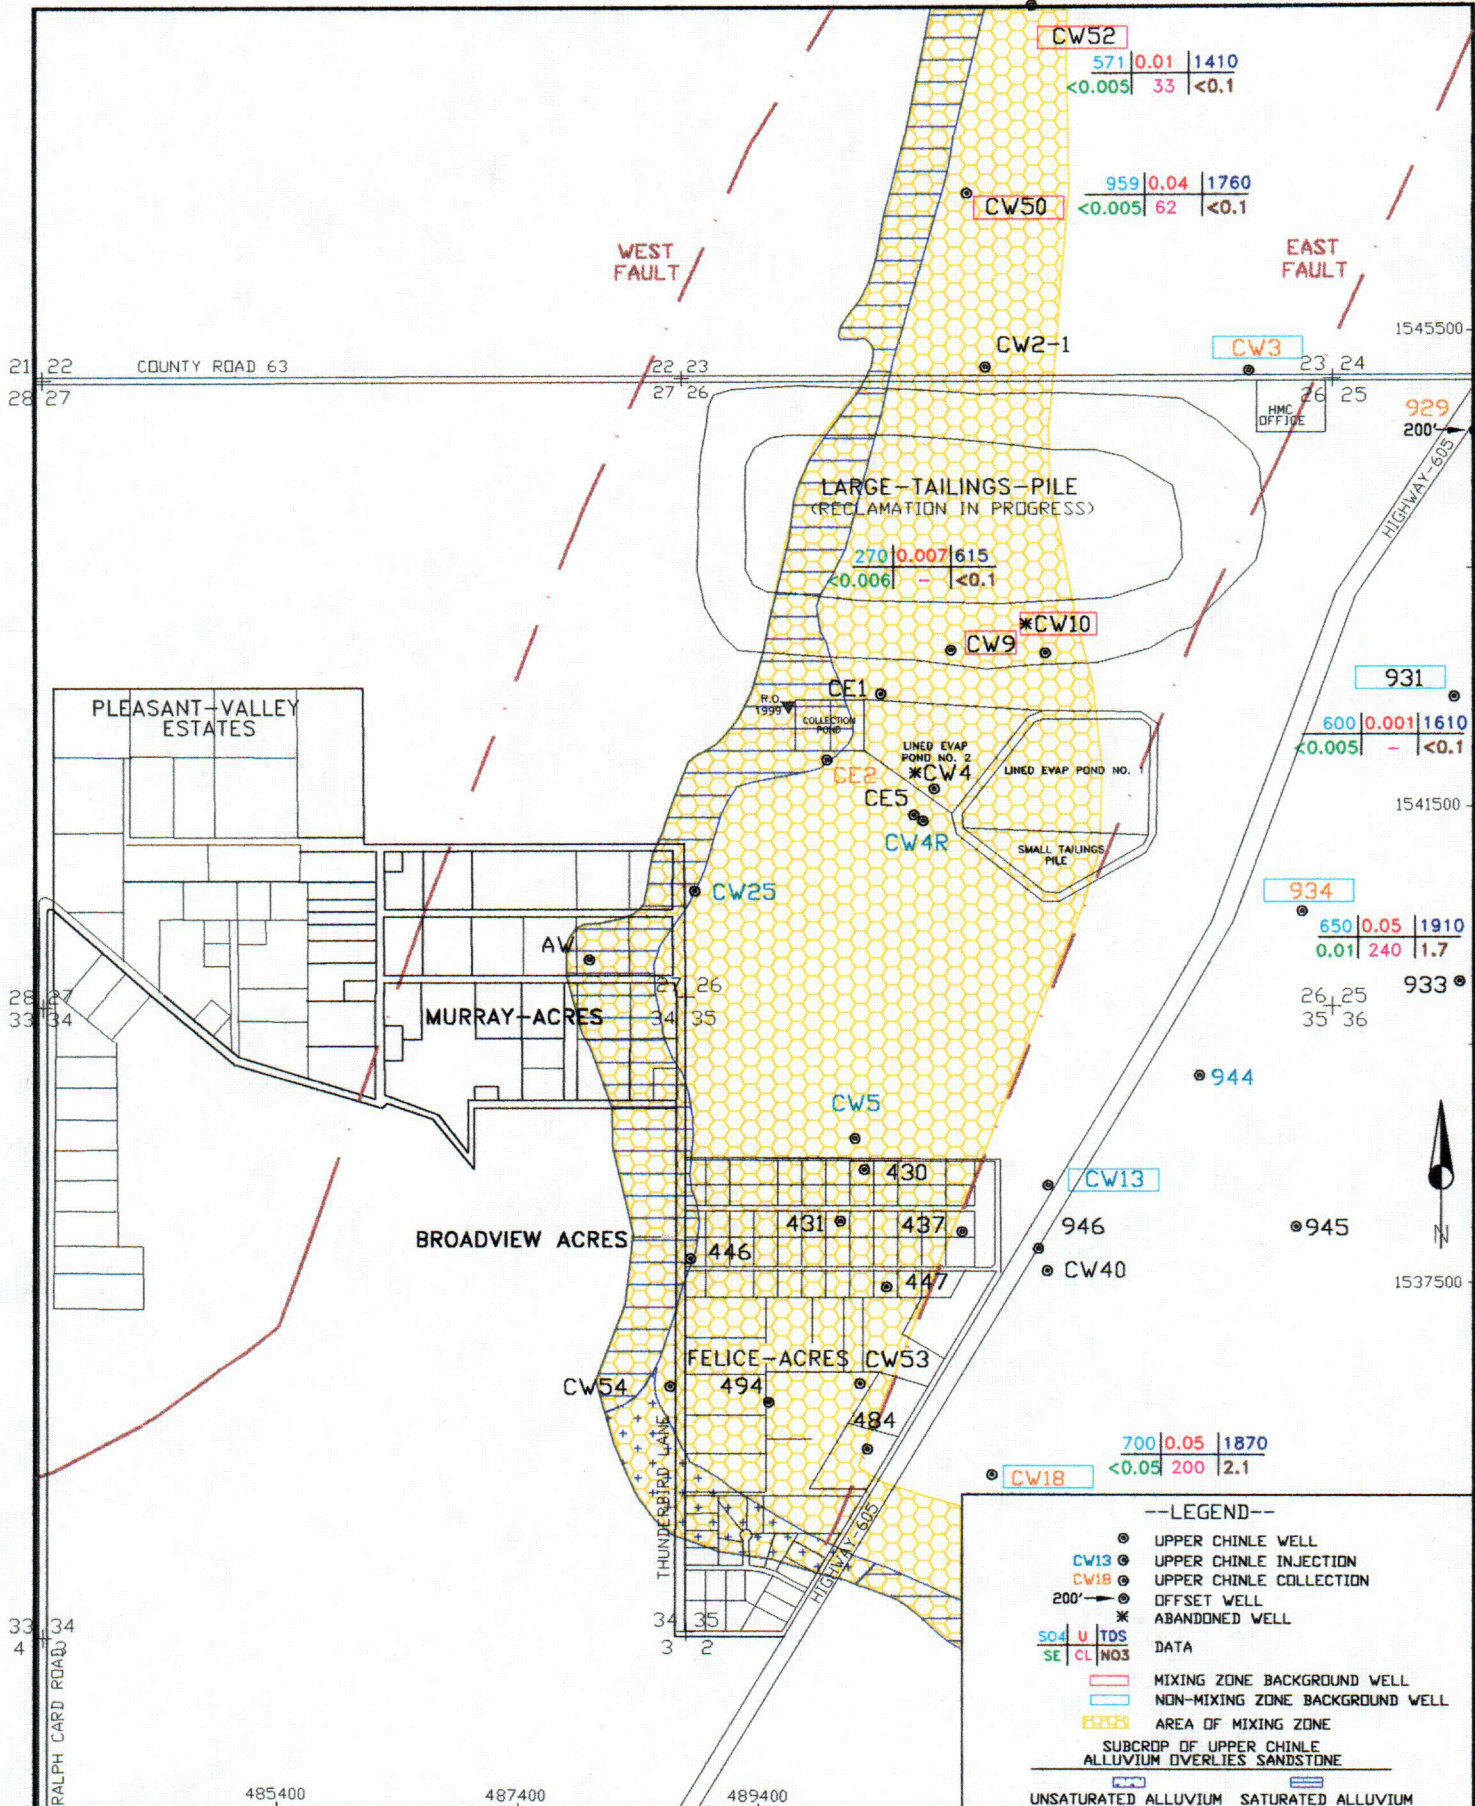 CW52
571 0.01 1410
<0.005 33 <0.1
959 0.04 1760
<0.005 62 <0.1
CW50
WEST
FAULT
EAST
FAULT
1545500
CW2-1
CW3
21 22
28 27
COUNTY ROAD 63
22 23
27 26
23 24
26 25
HMC
OFFICE
929
200'
HIGHWAY-605
LARGE-TAILINGS-PILE
(RECLAMATION IN PROGRESS)
270 0.007 615
<0.006 - <0.1
CW10
CW9
931
600 0.001 1610
<0.005 - <0.1
CE1
R.O.
1999
COLLECTION
POND
PLEASANT-VALLEY
ESTATES
LINED EVAP
POND NO. 2
CW4
CE2
LINED EVAP POND NO. 1
CE5
CW4R
1541500
SMALL TAILINGS
PILE
CW25
934
650 0.05 1910
0.01 240 1.7
AW
933
28 27
33 34
27 26
34 35
26 25
35 36
MURRAY-ACRES
944
CW5
430
CW13
431
437
946
945
N
BROADVIEW ACRES
446
CW40
447
1537500
FELICE-ACRES
CW53
CW54
494
484
THUNDERBIRD LANE
700 0.05 1870
<0.05 200 2.1
CW18
HIGHWAY-605
33 34
4 3
34 35
3 2
RALPH CARD ROAD
485400
487400
489400
--LEGEND--
UPPER CHINLE WELL
CW13 UPPER CHINLE INJECTION
CW18 UPPER CHINLE COLLECTION
200' OFFSET WELL
ABANDONED WELL
SO4 U TDS
SE CL NO3
DATA
MIXING ZONE BACKGROUND WELL
NON-MIXING ZONE BACKGROUND WELL
AREA OF MIXING ZONE
SUBCROP OF UPPER CHINLE
ALLUVIUM OVERLIES SANDSTONE
UNSATURATED ALLUVIUM SATURATED ALLUVIUM